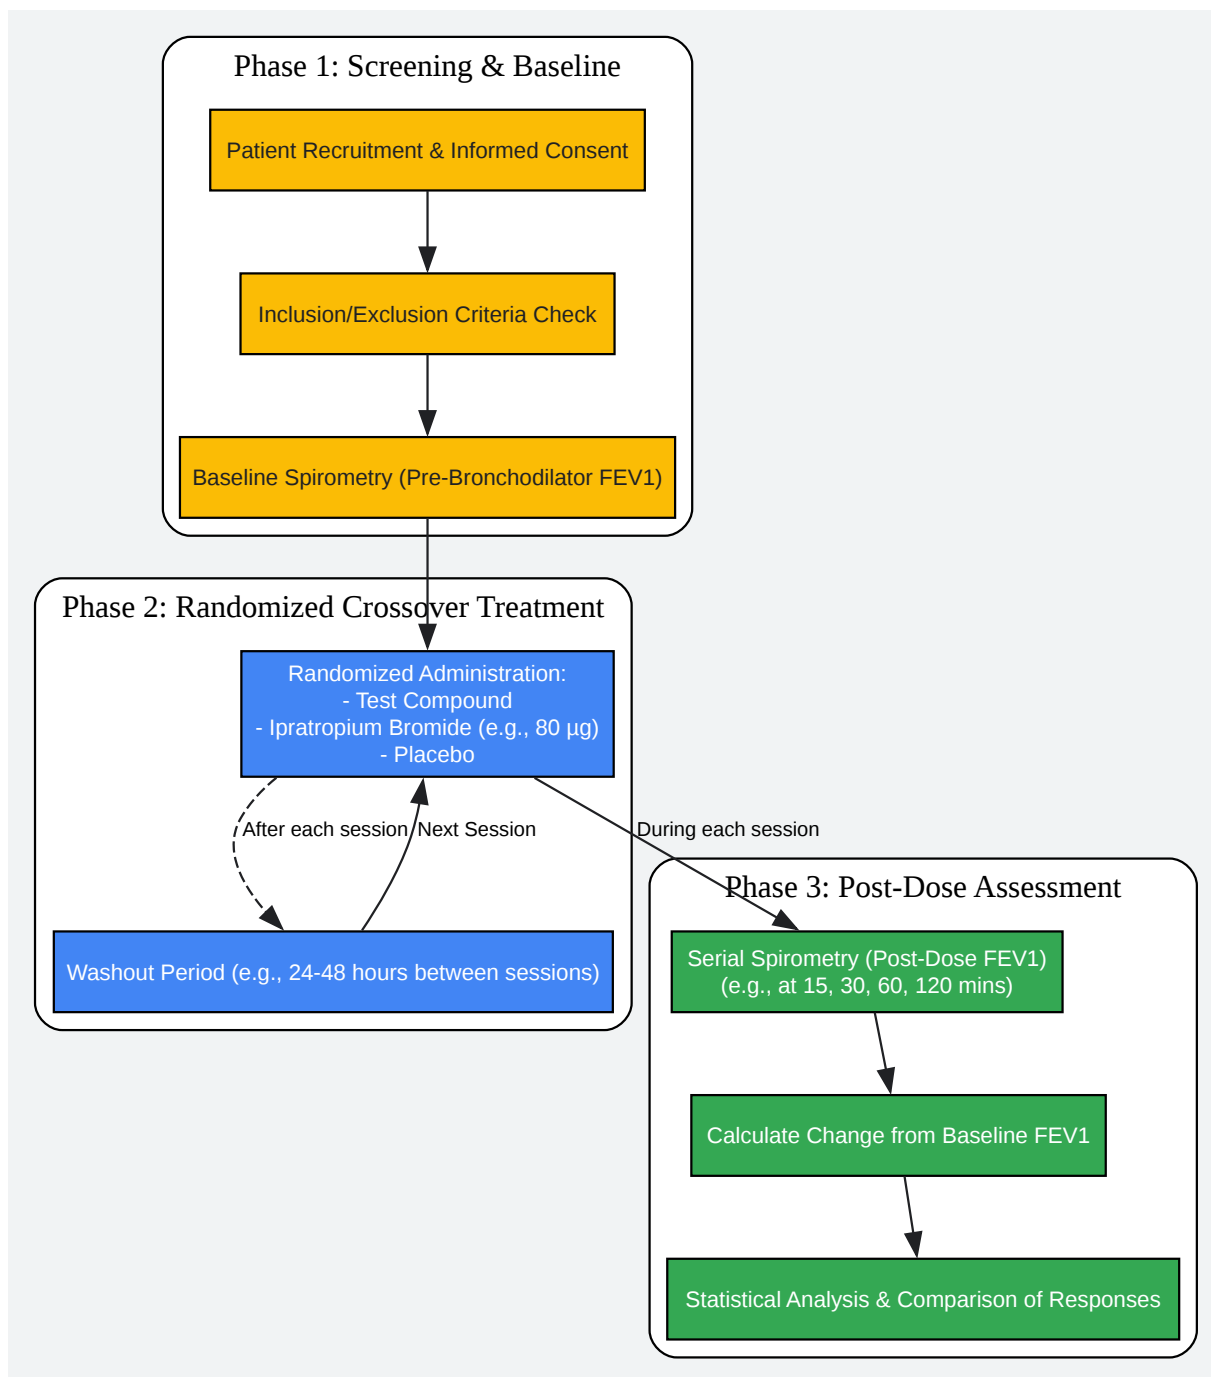 Phase 1: Screening & Baseline
Patient Recruitment & Informed Consent
Inclusion/Exclusion Criteria Check
Baseline Spirometry (Pre-Bronchodilator FEV1)
Phase 2: Randomized Crossover Treatment
Randomized Administration:
- Test Compound
- Ipratropium Bromide (e.g., 80 µg)
- Placebo
After each session
Next Session
During each session
Washout Period (e.g., 24-48 hours between sessions)
Phase 3: Post-Dose Assessment
Serial Spirometry (Post-Dose FEV1)
(e.g., at 15, 30, 60, 120 mins)
Calculate Change from Baseline FEV1
Statistical Analysis & Comparison of Responses